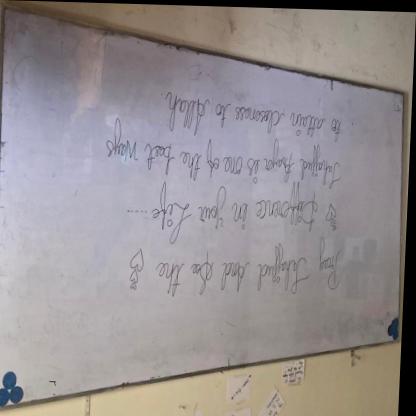 Pray Tahajjud and see the
Difference in your Life ....
Tahajjud Prayer is one of the best ways
to attain closeness to Allah.